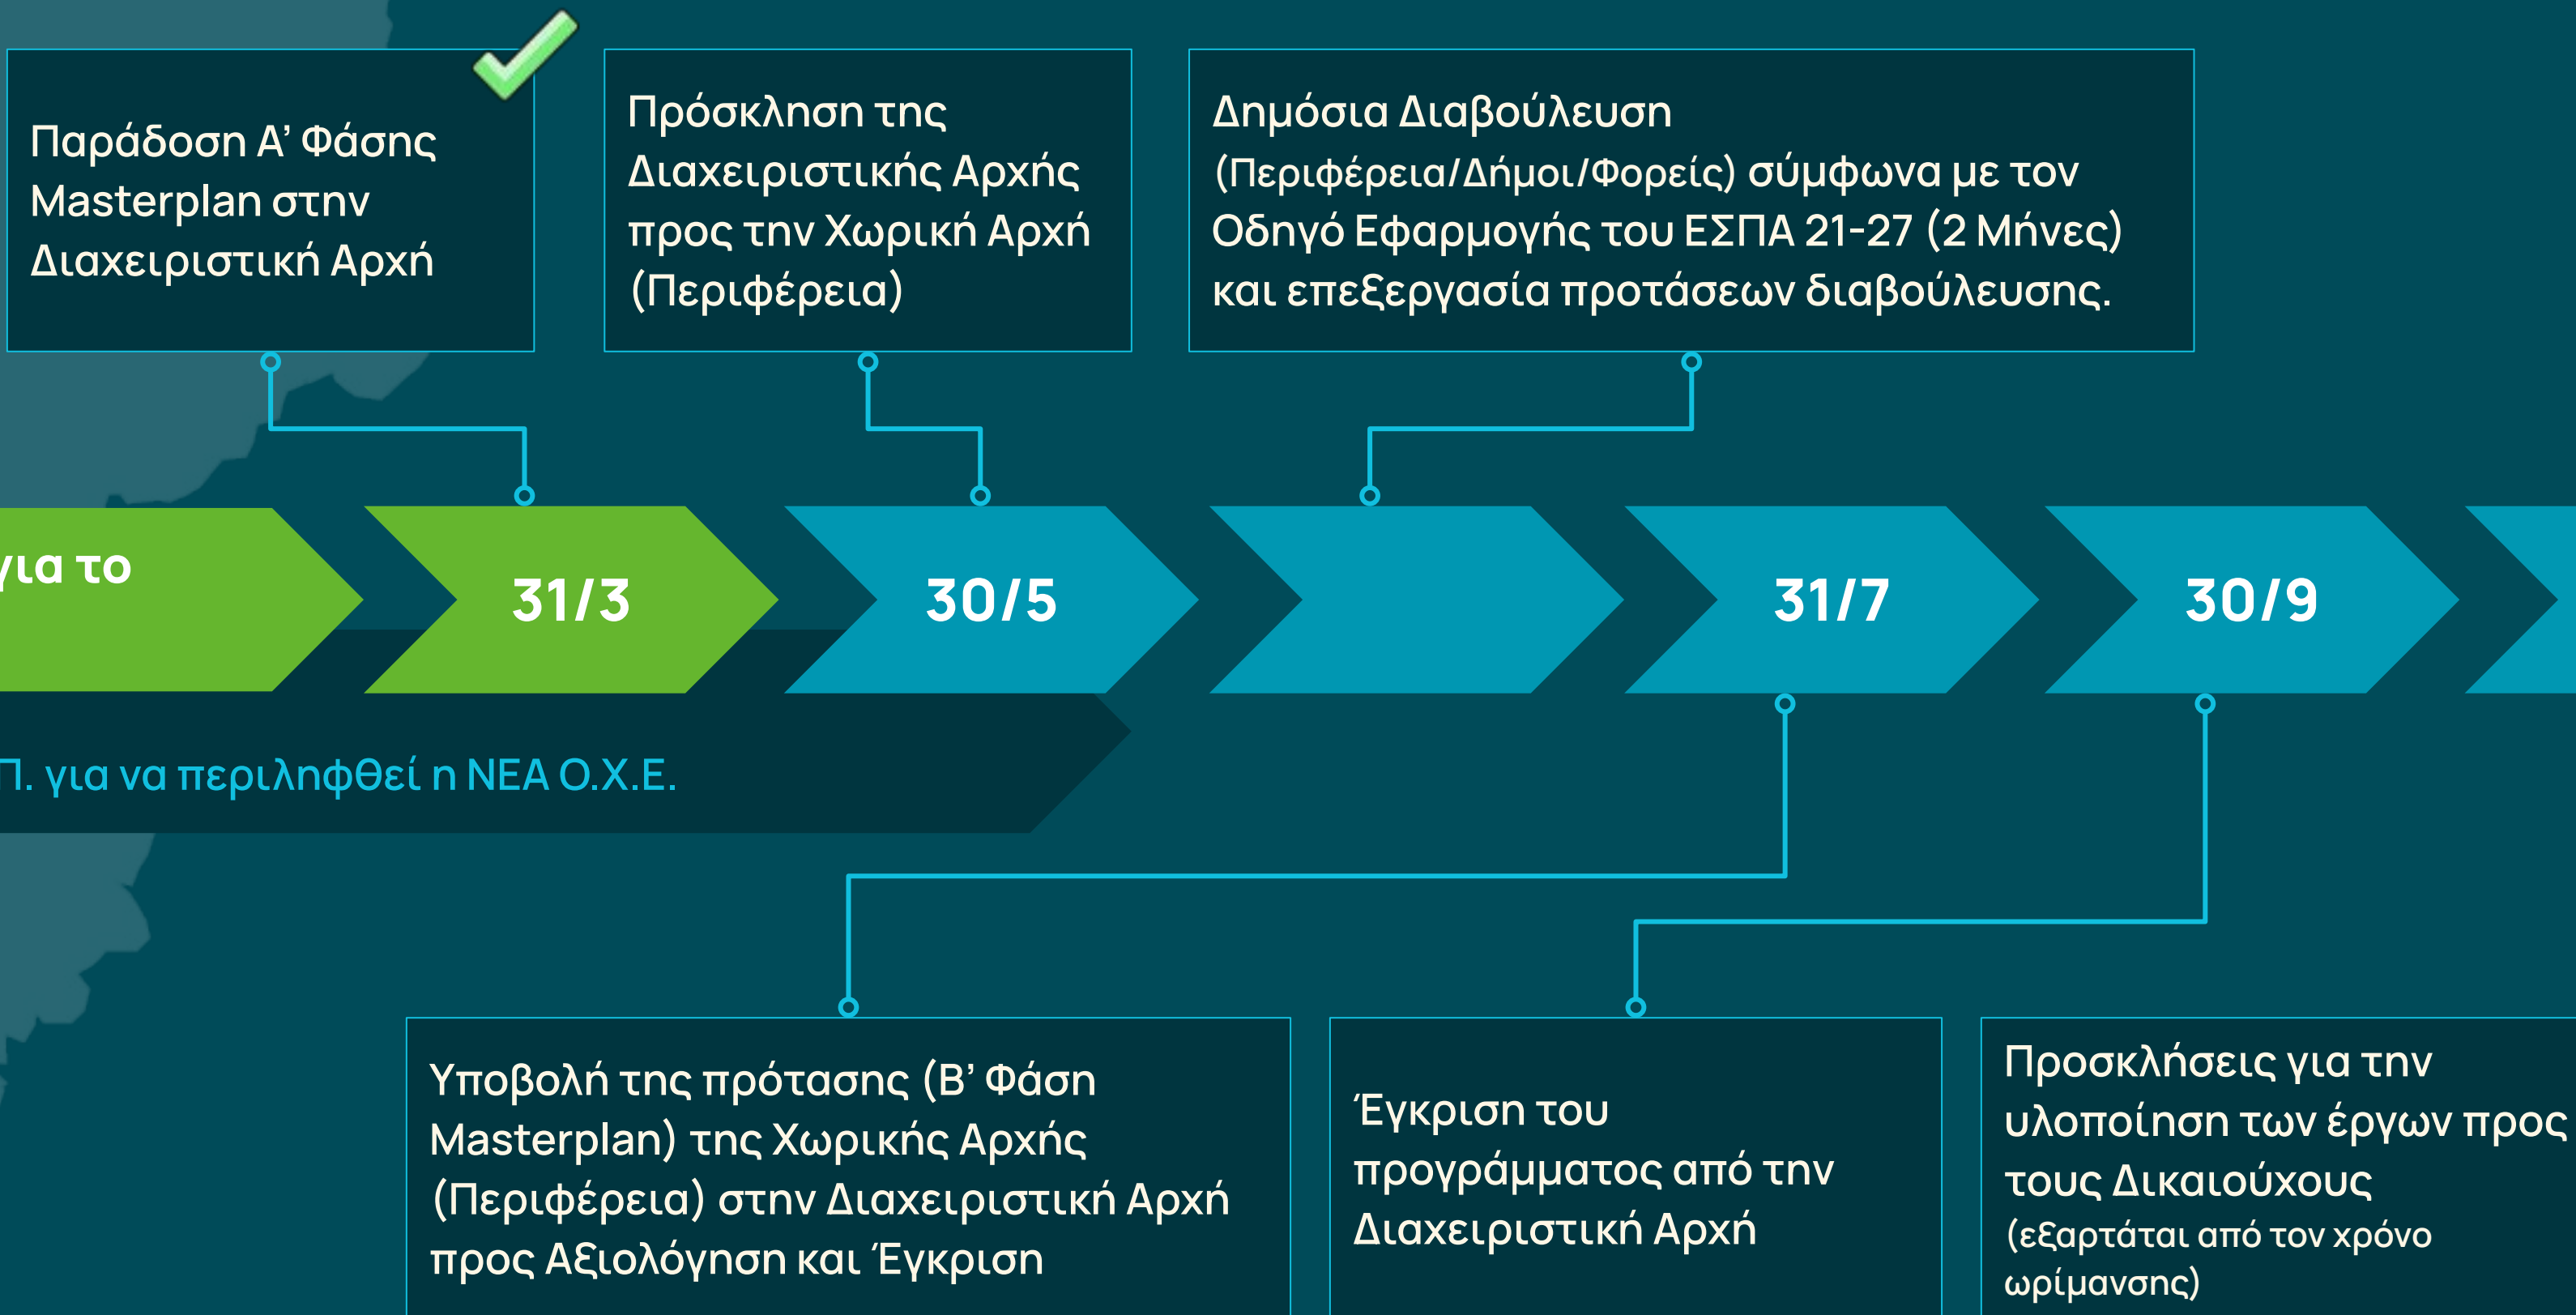 Παράδοση Α’ Φάσης
Masterplan στην
Διαχειριστική Αρχή
Πρόσκληση της
Διαχειριστικής Αρχής
προς την Χωρική Αρχή
(Περιφέρεια)
Δημόσια Διαβούλευση
(Περιφέρεια/Δήμοι/Φορείς) σύμφωνα με τον
Οδηγό Εφαρμογής του ΕΣΠΑ 21-27 (2 Μήνες)
και επεξεργασία προτάσεων διαβούλευσης.
για το
31/3
30/5
31/7
30/9
Π. για να περιληφθεί η ΝΕΑ Ο.Χ.Ε.
Υποβολή της πρότασης (Β’ Φάση
Masterplan) της Χωρικής Αρχής
(Περιφέρεια) στην Διαχειριστική Αρχή
προς Αξιολόγηση και Έγκριση
Έγκριση του
προγράμματος από την
Διαχειριστική Αρχή
Προσκλήσεις για την
υλοποίηση των έργων προς
τους Δικαιούχους
(εξαρτάται από τον χρόνο
ωρίμανσης)